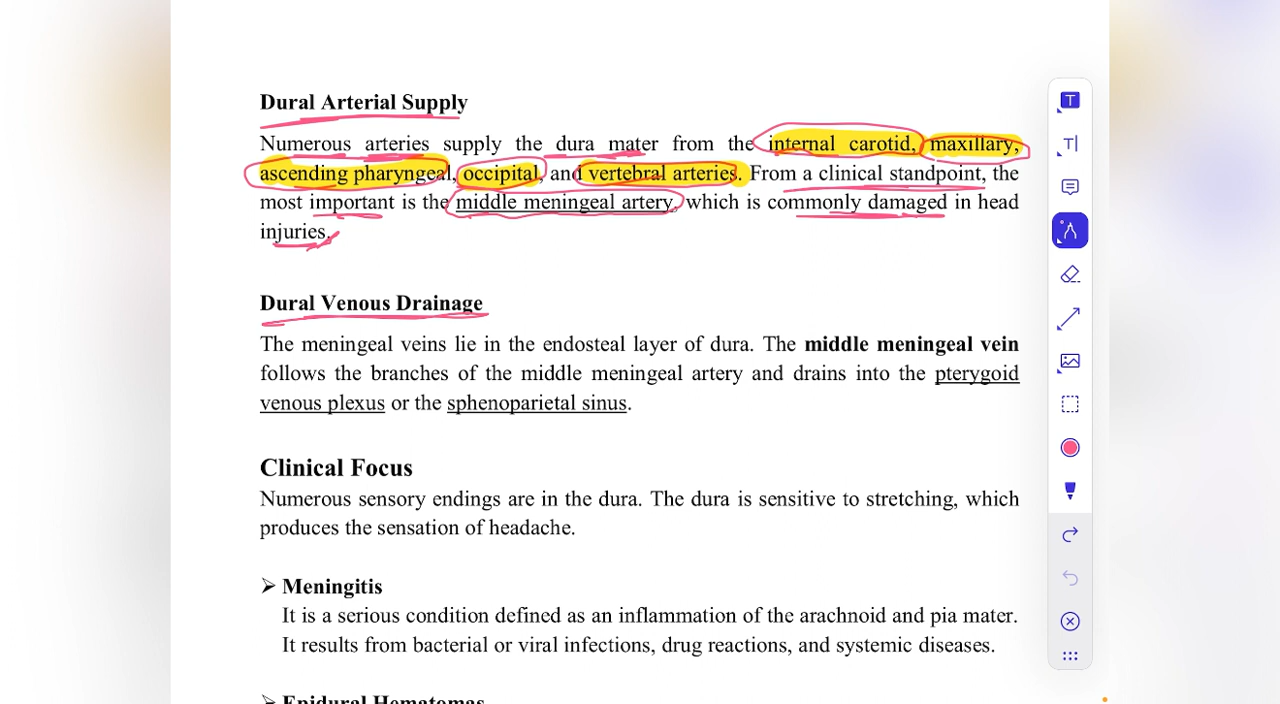 Dural Arterial Supply
Numerous arteries supply the dura mater from the internal carotid, maxillary,
ascending pharyngeal, occipital, and vertebral arteries. From a clinical standpoint, the
most important is the middle meningeal artery, which is commonly damaged in head
injuries.
Dural Venous Drainage
The meningeal veins lie in the endosteal layer of dura. The middle meningeal vein
follows the branches of the middle meningeal artery and drains into the pterygoid
venous plexus or the sphenoparietal sinus.
Clinical Focus
Numerous sensory endings are in the dura. The dura is sensitive to stretching, which
produces the sensation of headache.
➢ Meningitis
It is a serious condition defined as an inflammation of the arachnoid and pia mater.
It results from bacterial or viral infections, drug reactions, and systemic diseases.
➢ Epidural Hematomas